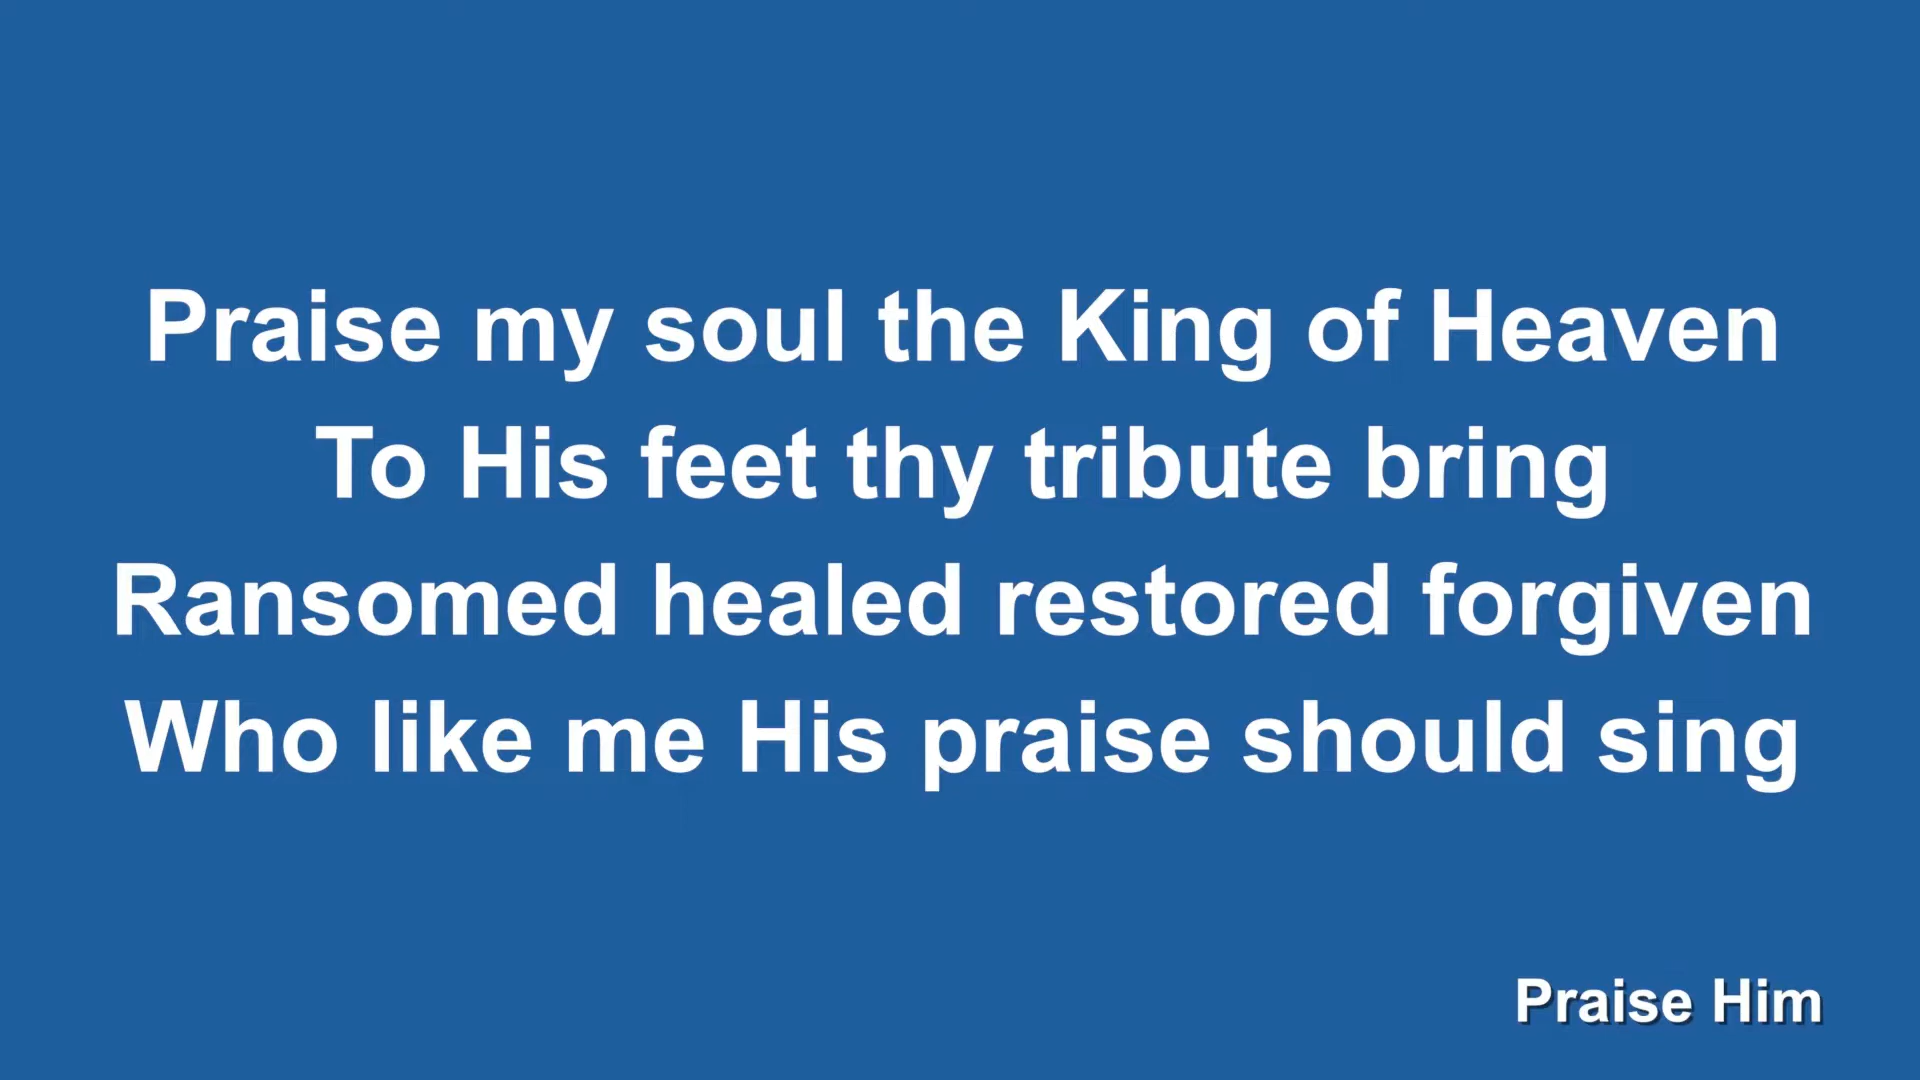 Praise my soul the King of Heaven
To His feet thy tribute bring
Ransomed healed restored forgiven
Who like me His praise should sing
Praise Him